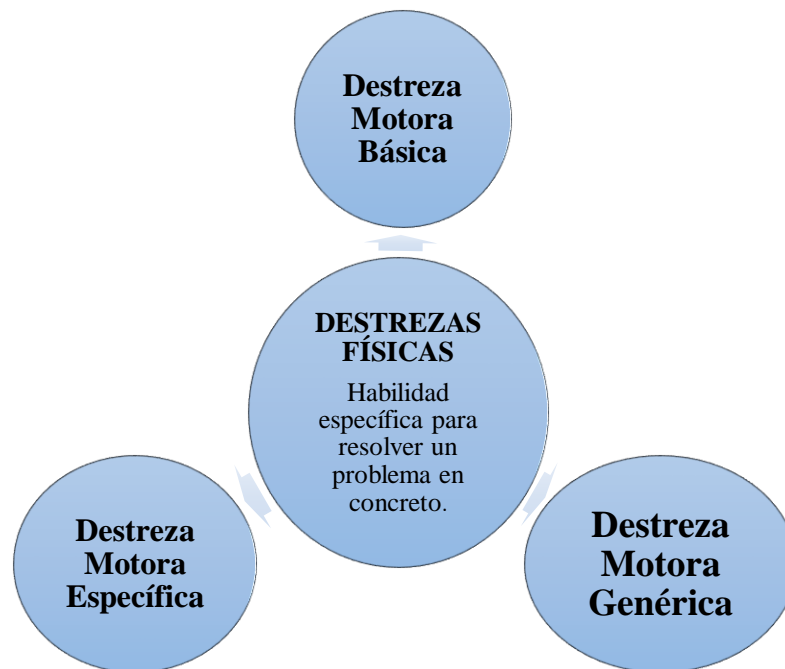 Destreza
Motora
Básica
DESTREZAS
FÍSICAS
Habilidad
específica para
resolver un
problema en
concreto.
Destreza
Motora
Específica
Destreza
Motora
Genérica